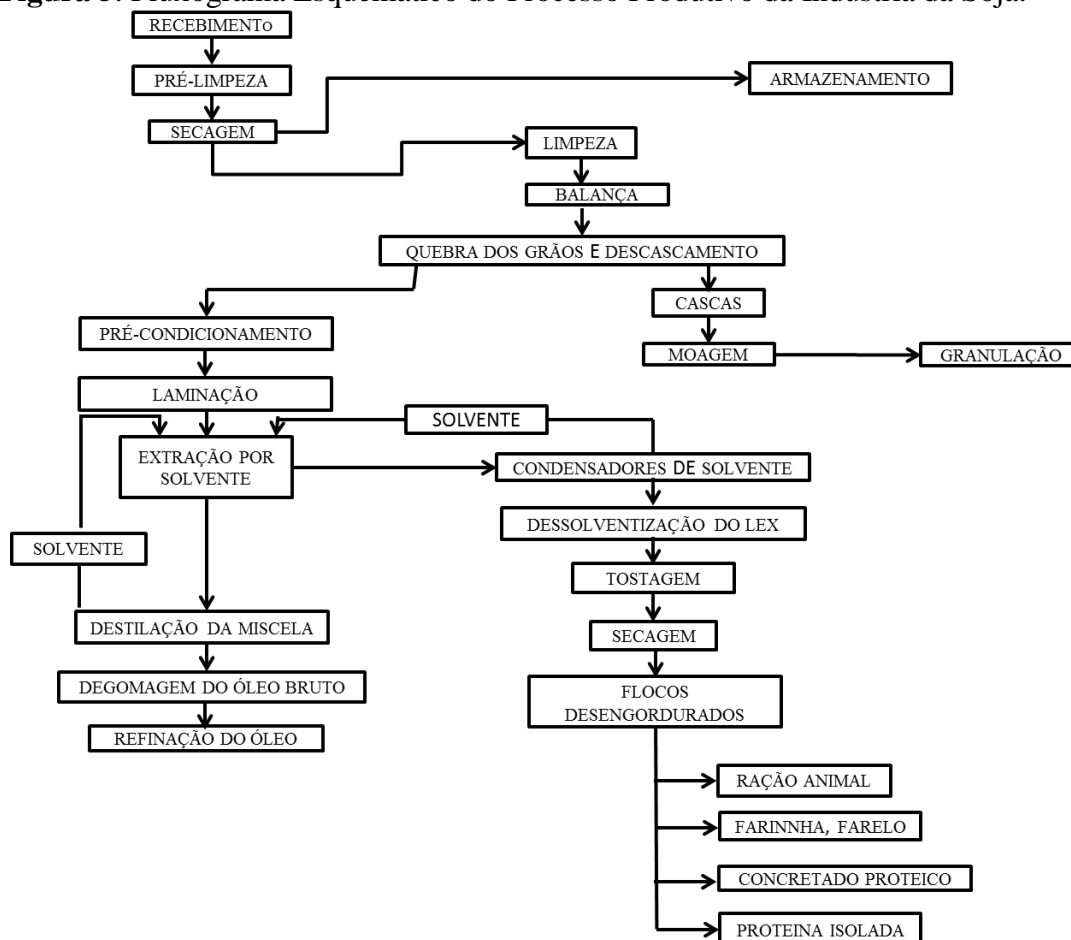 Figura 3: Fluxograma Esquemático do Processo Produtivo da Indústria da Soja.
RECEBIMENTo
PRÉ-LIMPEZA
ARMAZENAMENTO
SECAGEM
LIMPEZA
BALANÇA
QUEBRA DOS GRÃOS E DESCASCAMENTO
CASCAS
PRÉ-CONDICIONAMENTO
MOAGEM
GRANULAÇÃO
LAMINAÇÃO
SOLVENTE
EXTRAÇÃO POR
SOLVENTE
CONDENSADORES DE SOLVENTE
DESSOLVENTIZAÇÃO DO LEX
SOLVENTE
TOSTAGEM
DESTILAÇÃO DA MISCELA
SECAGEM
DEGOMAGEM DO ÓLEO BRUTO
FLOCOS
DESENGORDURADOS
REFINAÇÃO DO ÓLEO
RAÇÃO ANIMAL
FARINNHA, FARELO
CONCRETADO PROTEICO
PROTEINA ISOLADA